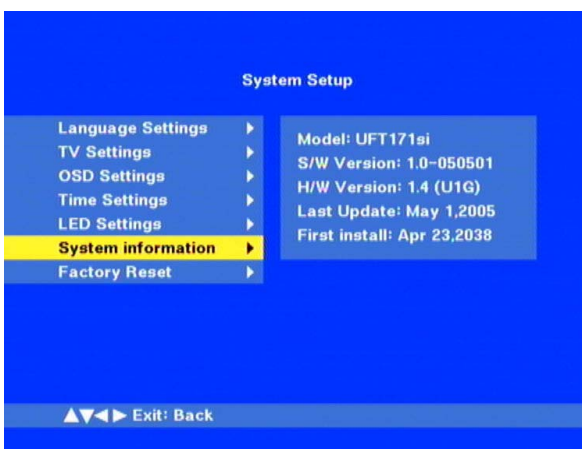 System Setup
Language Settings
TV Settings
OSD Settings
Time Settings
LED Settings
System information
Factory Reset
Model: UFT171si
S/W Version: 1.0-050501
H/W Version: 1.4 (U1G)
Last Update: May 1,2005
First install: Apr 23,2038
▲▼◀▶ Exit: Back